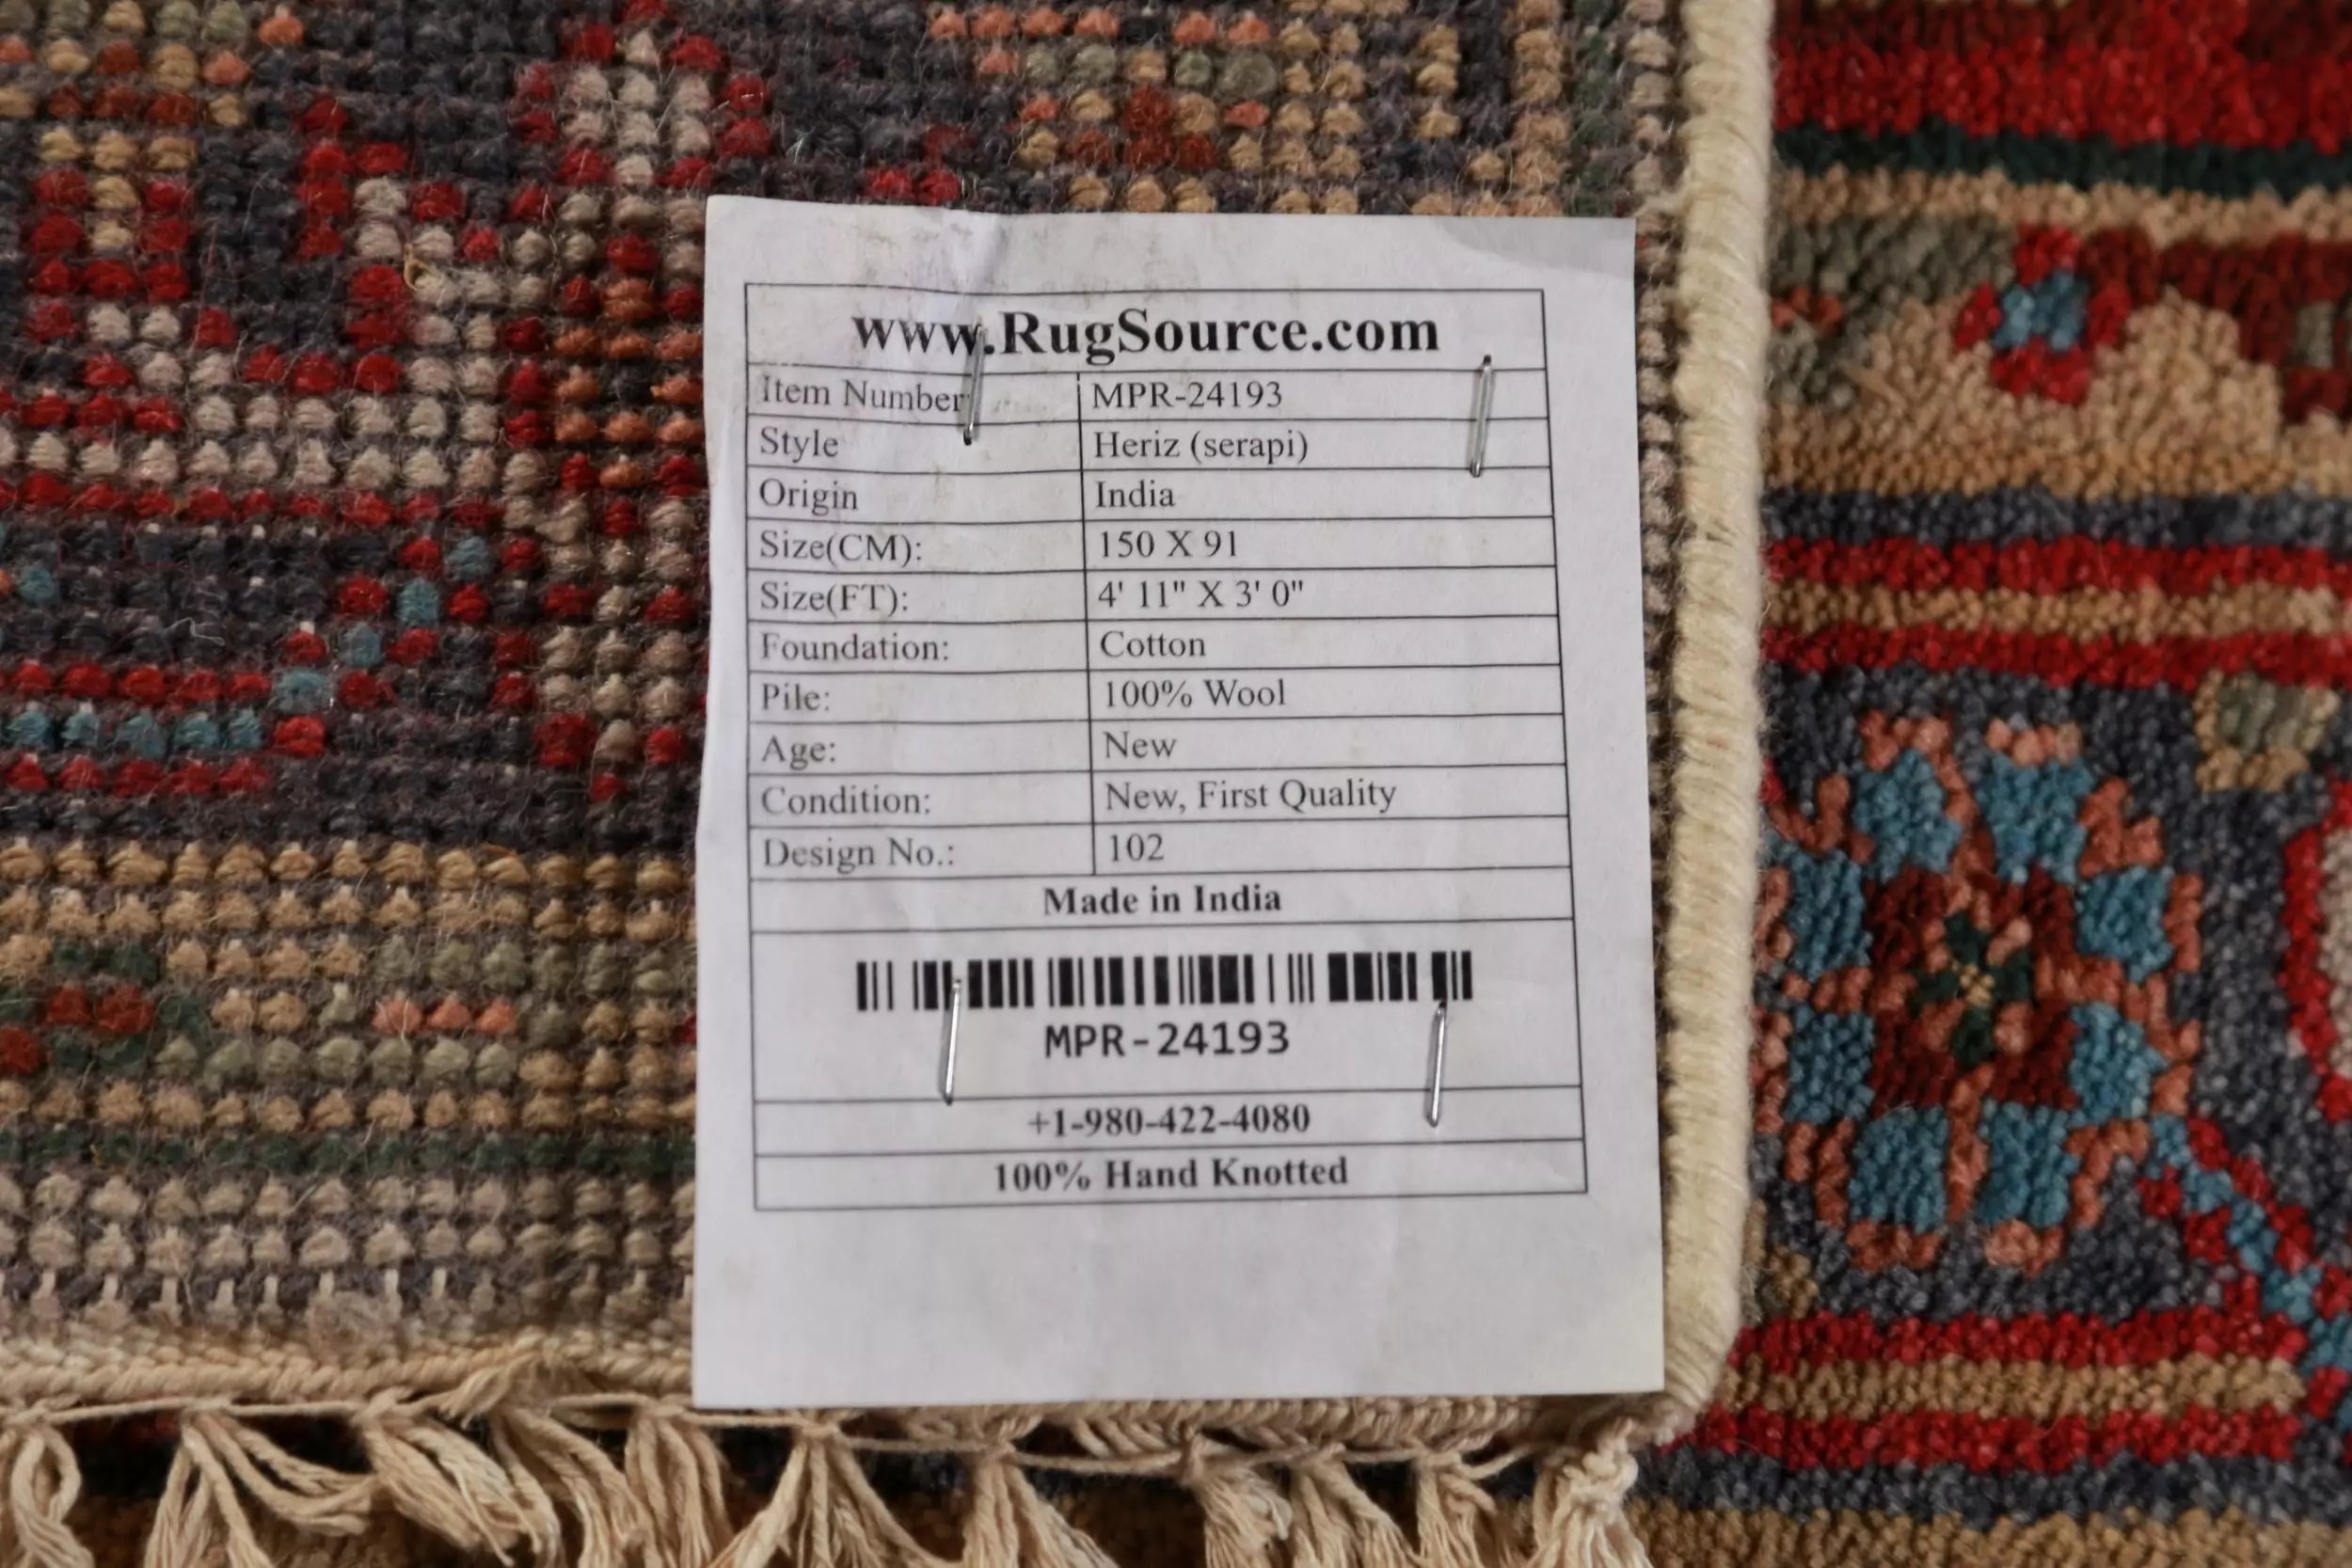 www.RugSource.com
Item Number MPR-24193
Style Heriz (serapi)
Origin India
Size(CM): 150 X 91
Size(FT): 4' 11" X 3' 0"
Foundation: Cotton
Pile: 100% Wool
Age: New
Condition: New, First Quality
Design No.: 102
Made in India
MPR-24193
+1-980-422-4080
100% Hand Knotted